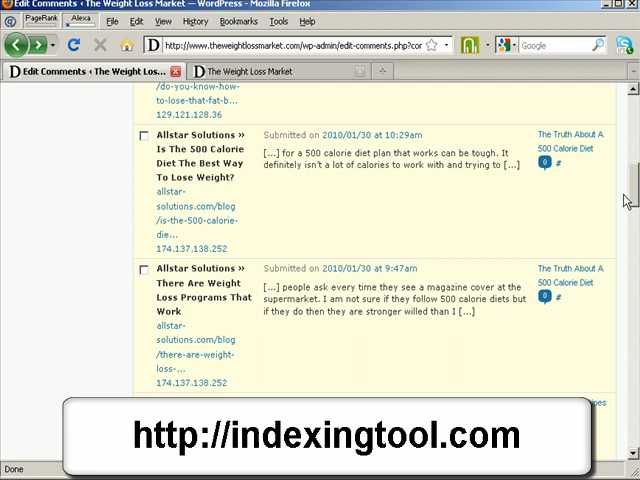 Edit Comments ‹ The Weight Loss Market — WordPress - Mozilla Firefox
PageRank Alexa File Edit View History Bookmarks Tools Help
http://www.theweightlossmarket.com/wp-admin/edit-comments.php?cor Google
Edit Comments ‹ The Weight Los... The Weight Loss Market
/do-you-know-how-
to-lose-that-fat-b...
129.121.128.36
Allstar Solutions »
Is The 500 Calorie
Diet The Best Way
To Lose Weight?
allstar-
solutions.com/blog
/is-the-500-calorie-
die...
174.137.138.252
Submitted on 2010/01/30 at 10:29am
[...] for a 500 calorie diet plan that works can be tough. It
definitely isn't a lot of calories to work with and trying to [...]
The Truth About A
500 Calorie Diet
0 #
Allstar Solutions »
There Are Weight
Loss Programs That
Work
allstar-
solutions.com/blog
/there-are-weight-
loss-...
174.137.138.252
Submitted on 2010/01/30 at 9:47am
[...] people ask every time they see a magazine cover at the
supermarket. I am not sure if they follow 500 calorie diets but
if they do then they are stronger willed than I [...]
The Truth About A
500 Calorie Diet
0 #
http://indexingtool.com
Done